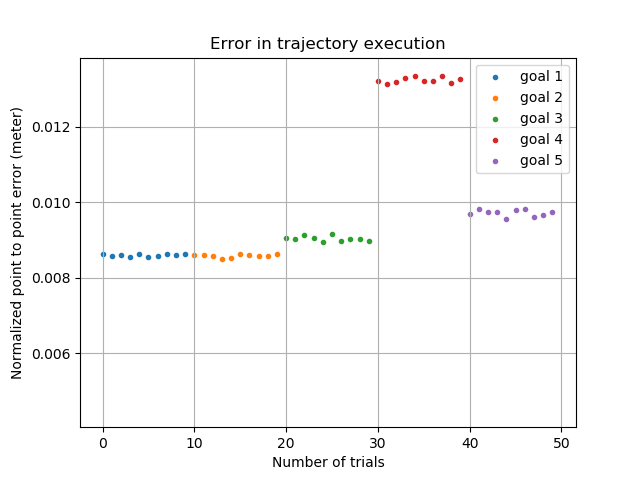 Error in trajectory execution
Normalized point to point error (meter)
0.012
0.010
0.008
0.006
goal 1
goal 2
goal 3
goal 4
goal 5
0 10 20 30 40 50
Number of trials